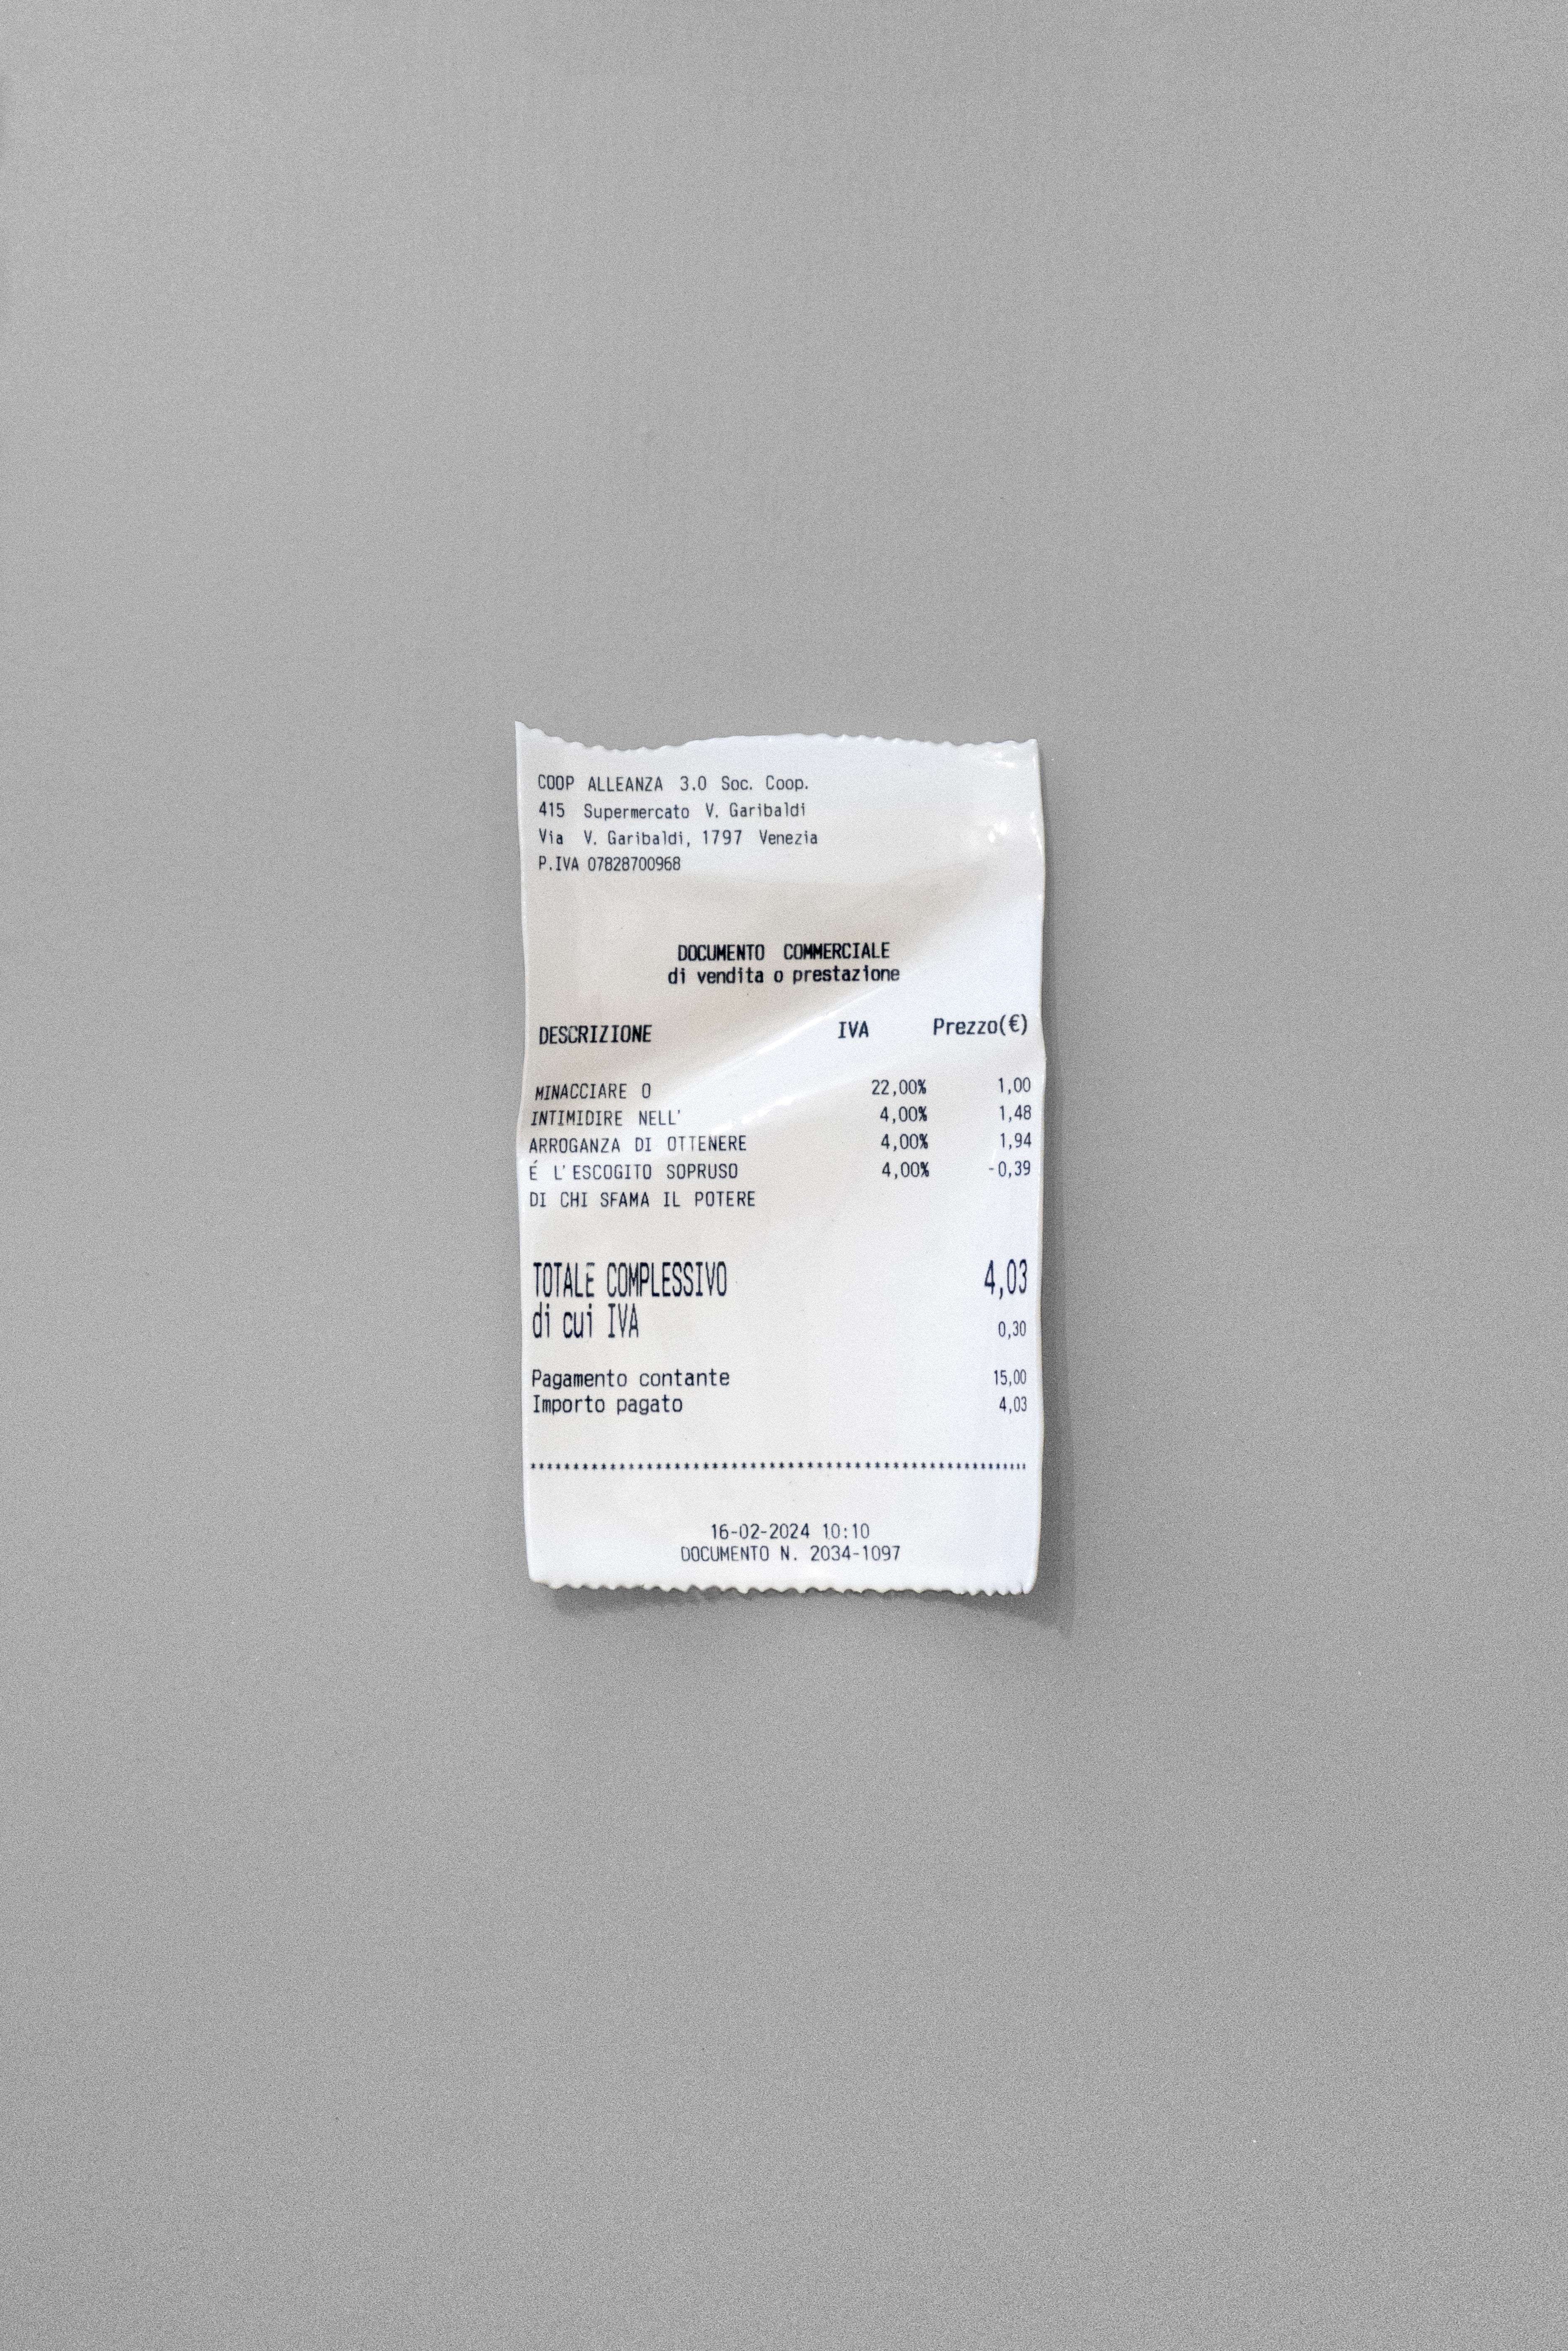 COOP ALLEANZA 3.0 Soc. Coop.
415 Supermercato V. Garibaldi
Via V. Garibaldi, 1797 Venezia
P.IVA 07828700968
DOCUMENTO COMMERCIALE
di vendita o prestazione
DESCRIZIONE IVA Prezzo(€)
MINACCIARE O 22,00% 1,00
INTIMIDIRE NELL' 4,00% 1,48
ARROGANZA DI OTTENERE 4,00% 1,94
É L'ESCOGITO SOPRUSO 4,00% -0,39
DI CHI SFAMA IL POTERE
TOTALE COMPLESSIVO 4,03
di cui IVA 0,30
Pagamento contante 15,00
Importo pagato 4,03
***********************************************************
16-02-2024 10:10
DOCUMENTO N. 2034-1097